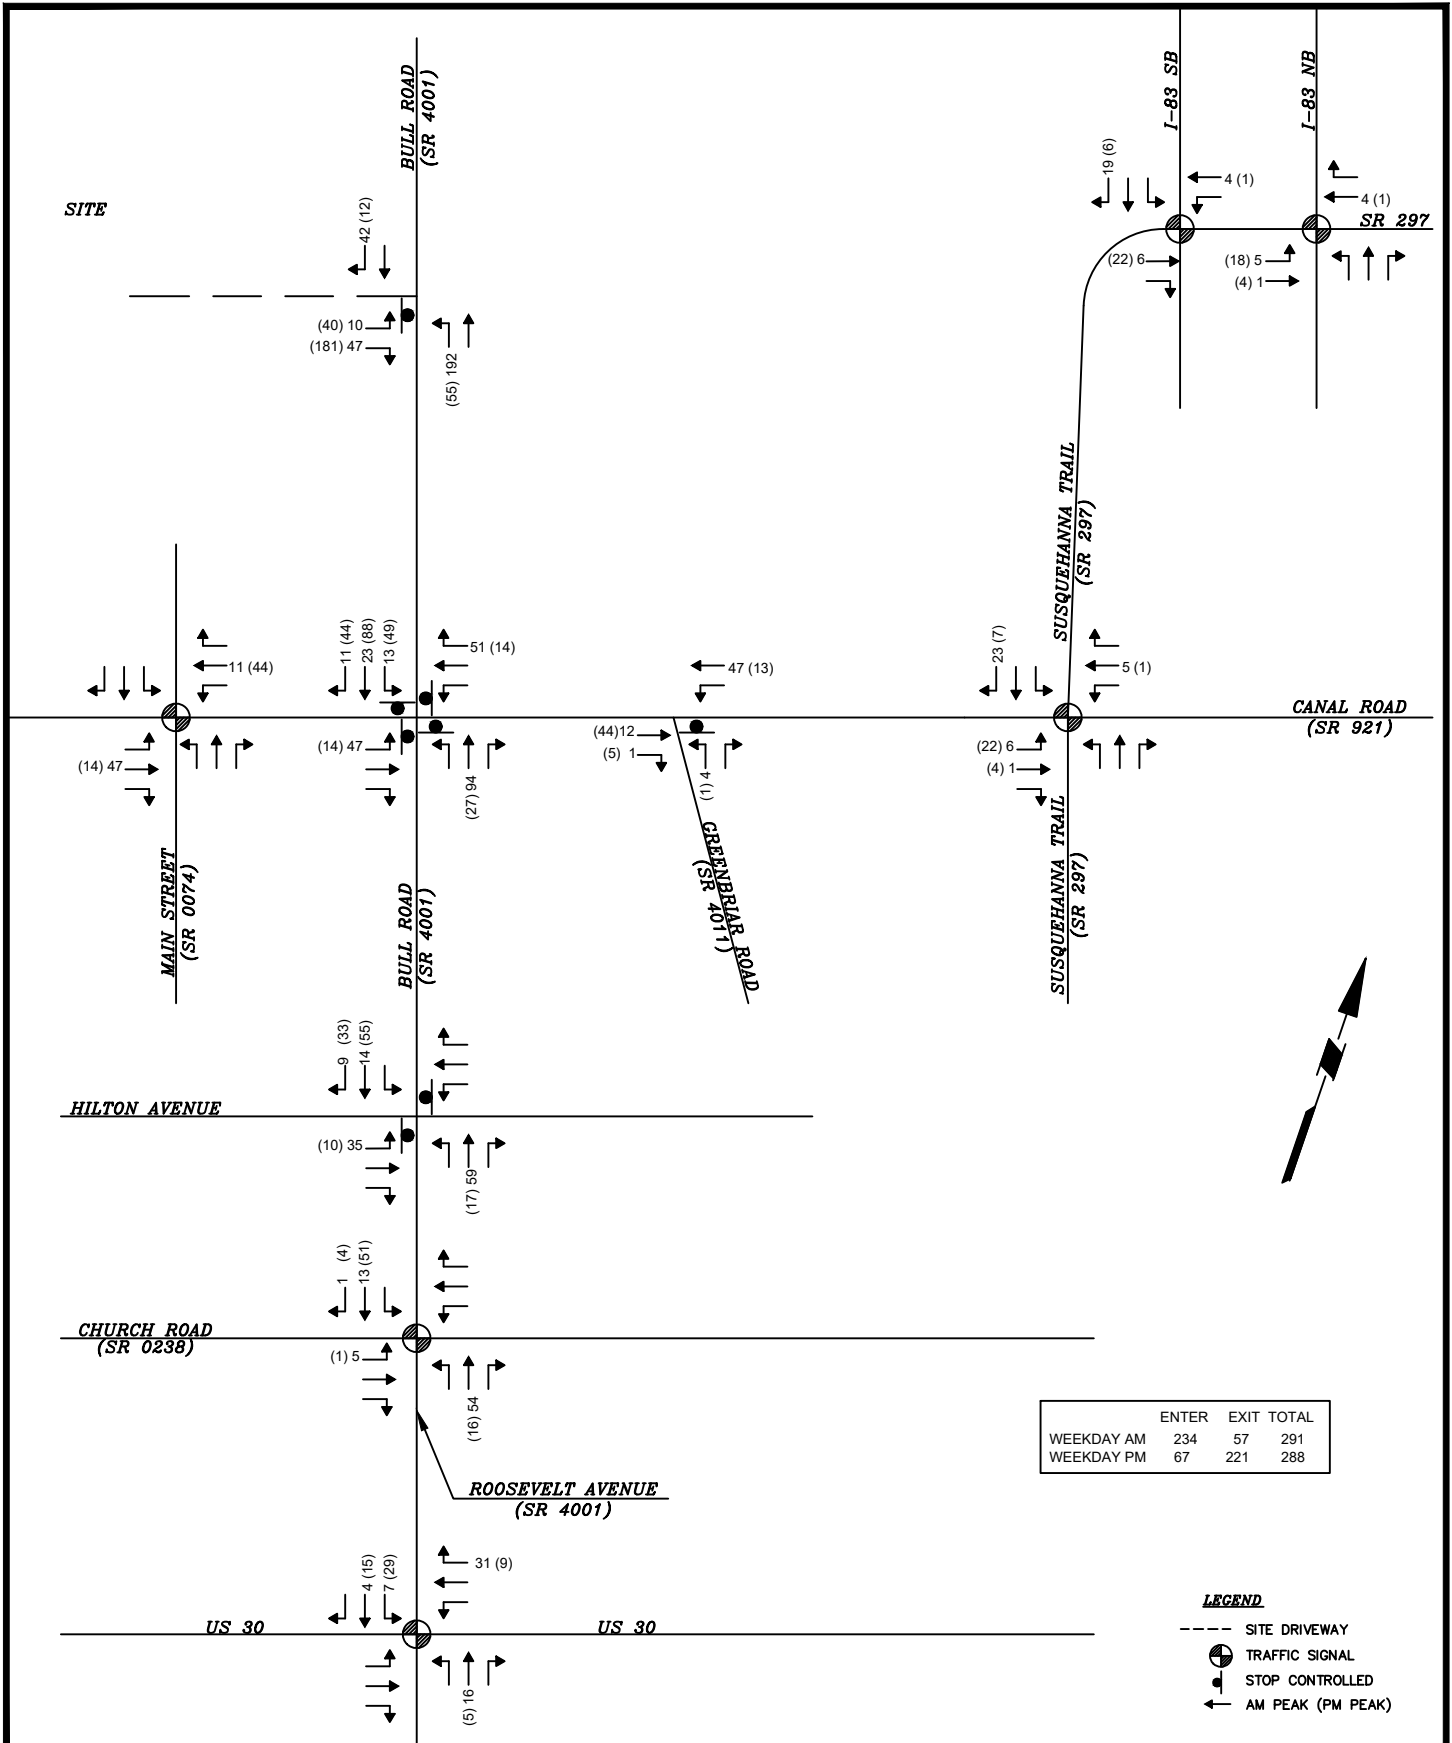 BULL ROAD
(SR 4001)
I-83 SB
I-83 NB
SITE
42 (12)
(40) 10
(181) 47
(55) 192
19 (6)
4 (1)
4 (1)
SR 297
(22) 6
(18) 5
(4) 1
SUSQUEHANNA TRAIL
(SR 297)
11 (44)
(14) 47
MAIN STREET
(SR 0074)
11 (44)
23 (88)
13 (49)
51 (14)
(14) 47
(27) 94
47 (13)
(44)12
(5) 1
(1) 4
GREENBRIAR ROAD
(SR 4011)
23 (7)
5 (1)
(22) 6
(4) 1
CANAL ROAD
(SR 921)
SUSQUEHANNA TRAIL
(SR 297)
BULL ROAD
(SR 4001)
9 (33)
14 (55)
HILTON AVENUE
(10) 35
(17) 59
1 (4)
13 (51)
CHURCH ROAD
(SR 0238)
(1) 5
(16) 54
ROOSEVELT AVENUE
(SR 4001)
ENTER EXIT TOTAL
WEEKDAY AM 234 57 291
WEEKDAY PM 67 221 288
4 (15)
7 (29)
31 (9)
US 30
US 30
(5) 16
LEGEND
SITE DRIVEWAY
TRAFFIC SIGNAL
STOP CONTROLLED
AM PEAK (PM PEAK)